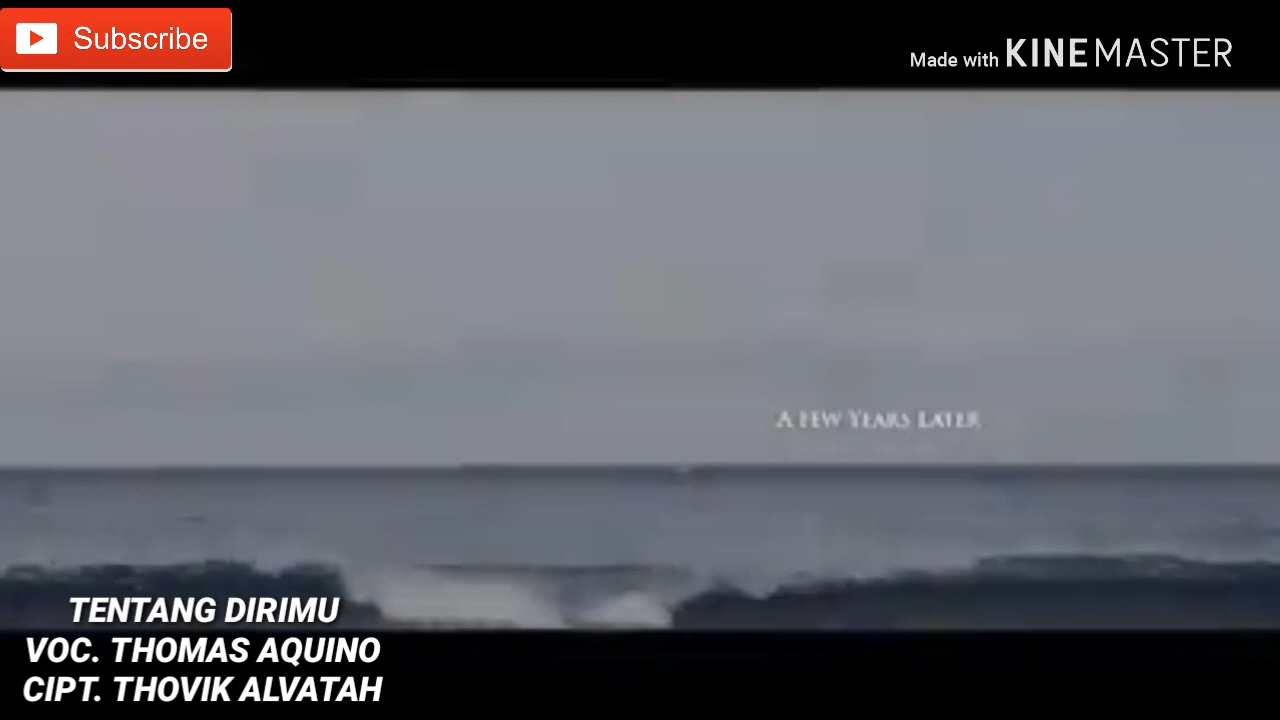 Subscribe
Made with KINEMASTER
A FEW YEARS LATER
TENTANG DIRIMU
VOC. THOMAS AQUINO
CIPT. THOVIK ALVATAH